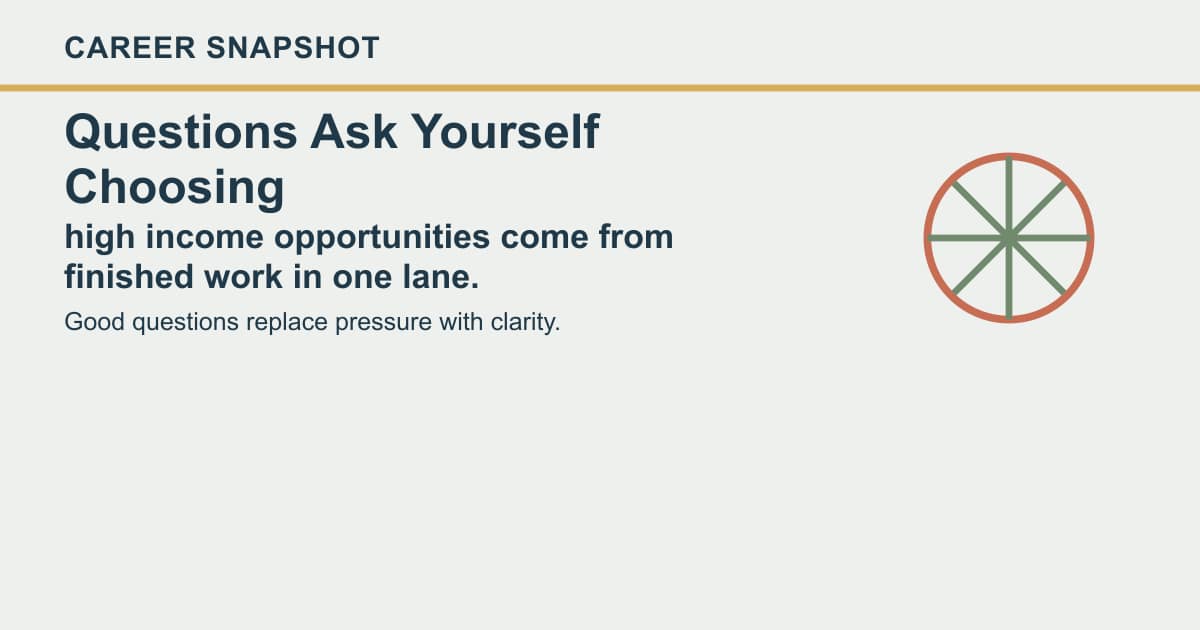 CAREER SNAPSHOT
Questions Ask Yourself
Choosing
high income opportunities come from
finished work in one lane.
Good questions replace pressure with clarity.